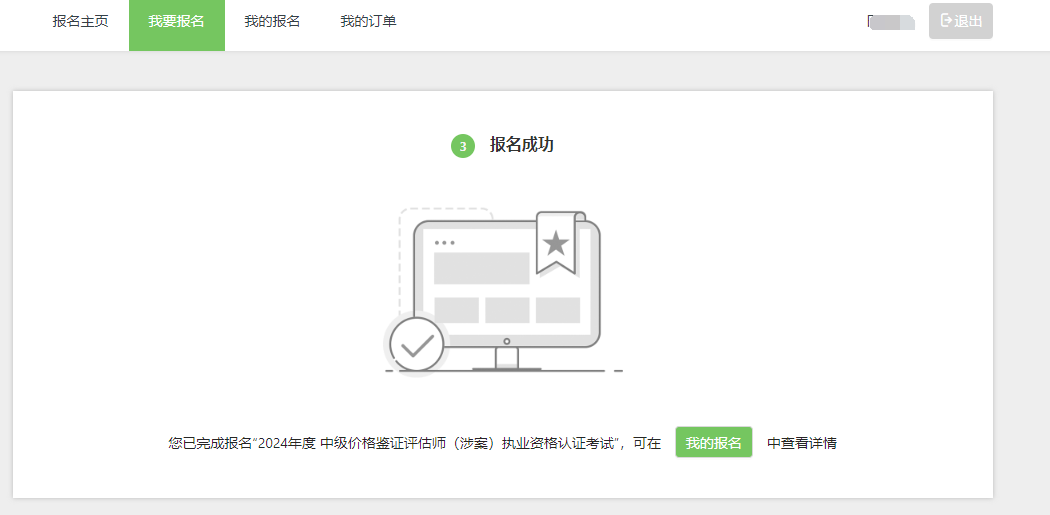 报名主页 我要报名 我的报名 我的订单 退出
3 报名成功
您已完成报名“2024年度 中级价格鉴证评估师（涉案）执业资格认证考试”，可在 我的报名 中查看详情